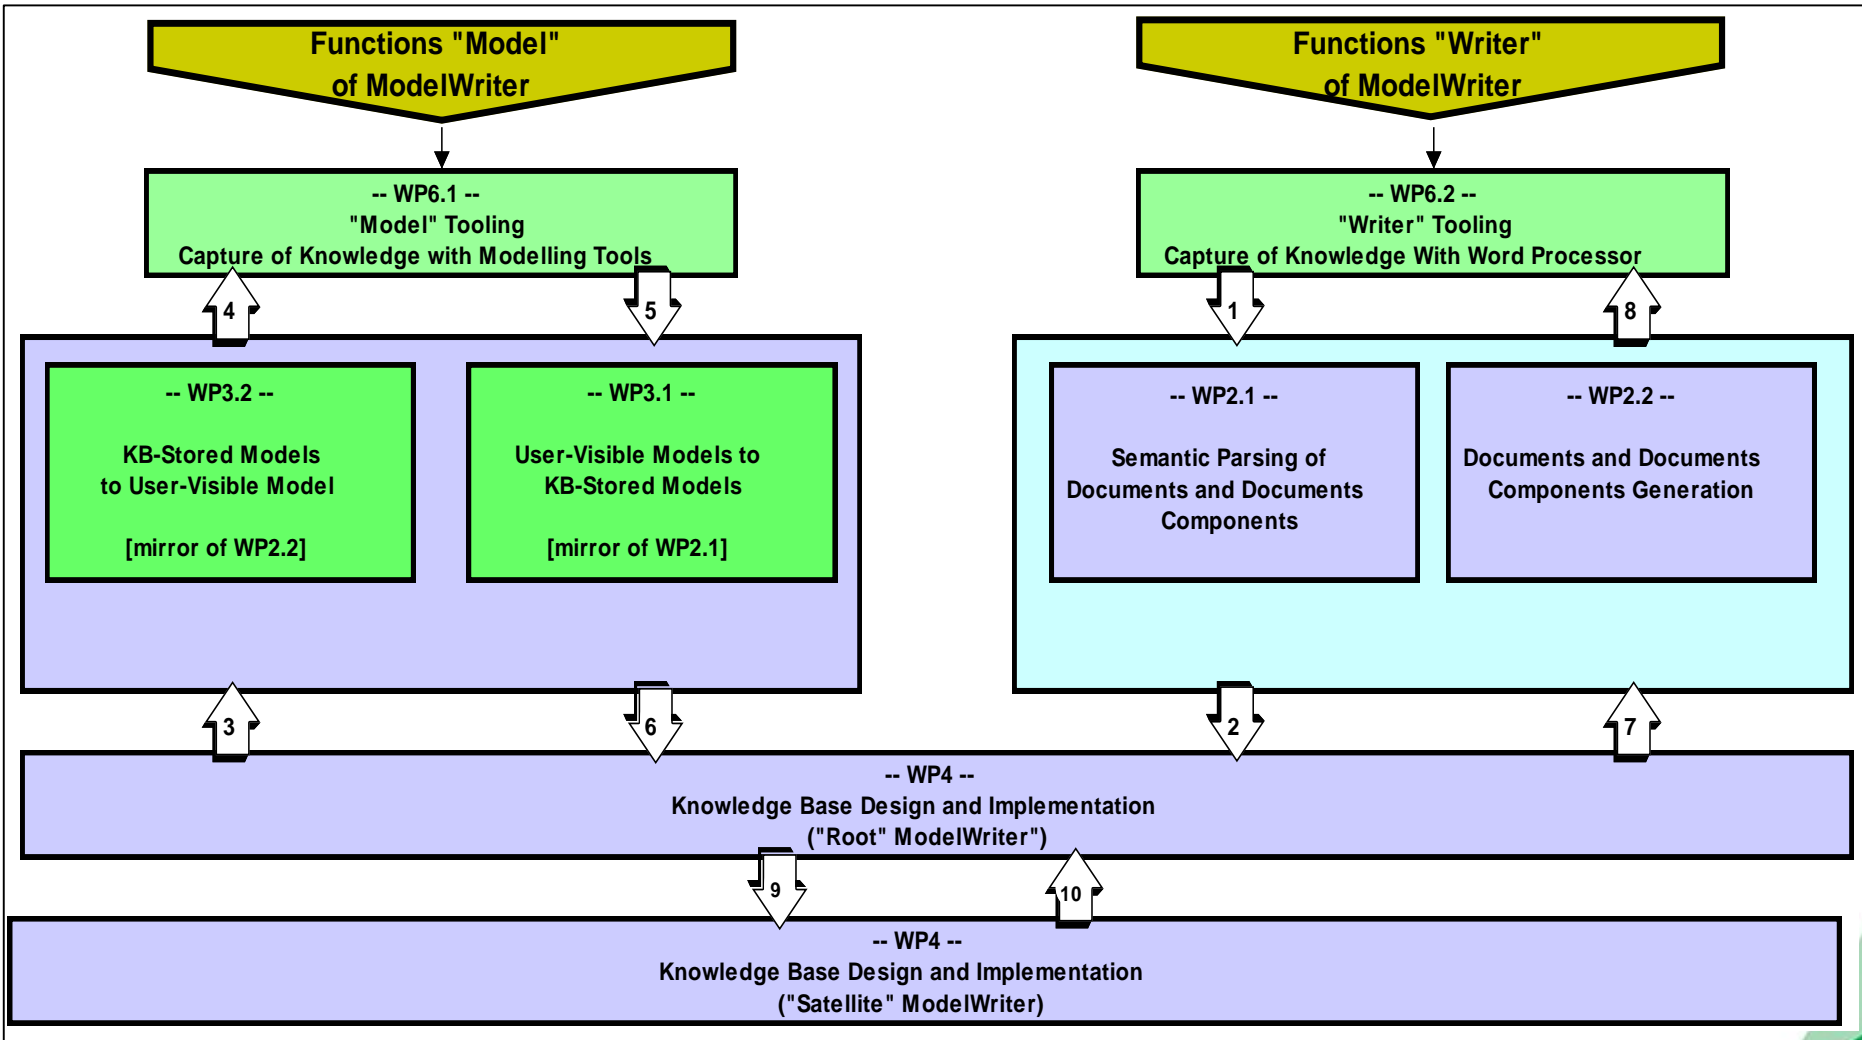 Functions "Model"
of ModelWriter
Functions "Writer"
of ModelWriter
-- WP6.1 --
"Model" Tooling
Capture of Knowledge with Modelling Tools
-- WP6.2 --
"Writer" Tooling
Capture of Knowledge With Word Processor
4
5
1
8
-- WP3.2 --
KB-Stored Models
to User-Visible Model
[mirror of WP2.2]
-- WP3.1 --
User-Visible Models to
KB-Stored Models
[mirror of WP2.1]
-- WP2.1 --
Semantic Parsing of
Documents and Documents
Components
-- WP2.2 --
Documents and Documents
Components Generation
3
6
2
7
-- WP4 --
Knowledge Base Design and Implementation
("Root" ModelWriter")
9
10
-- WP4 --
Knowledge Base Design and Implementation
("Satellite" ModelWriter)